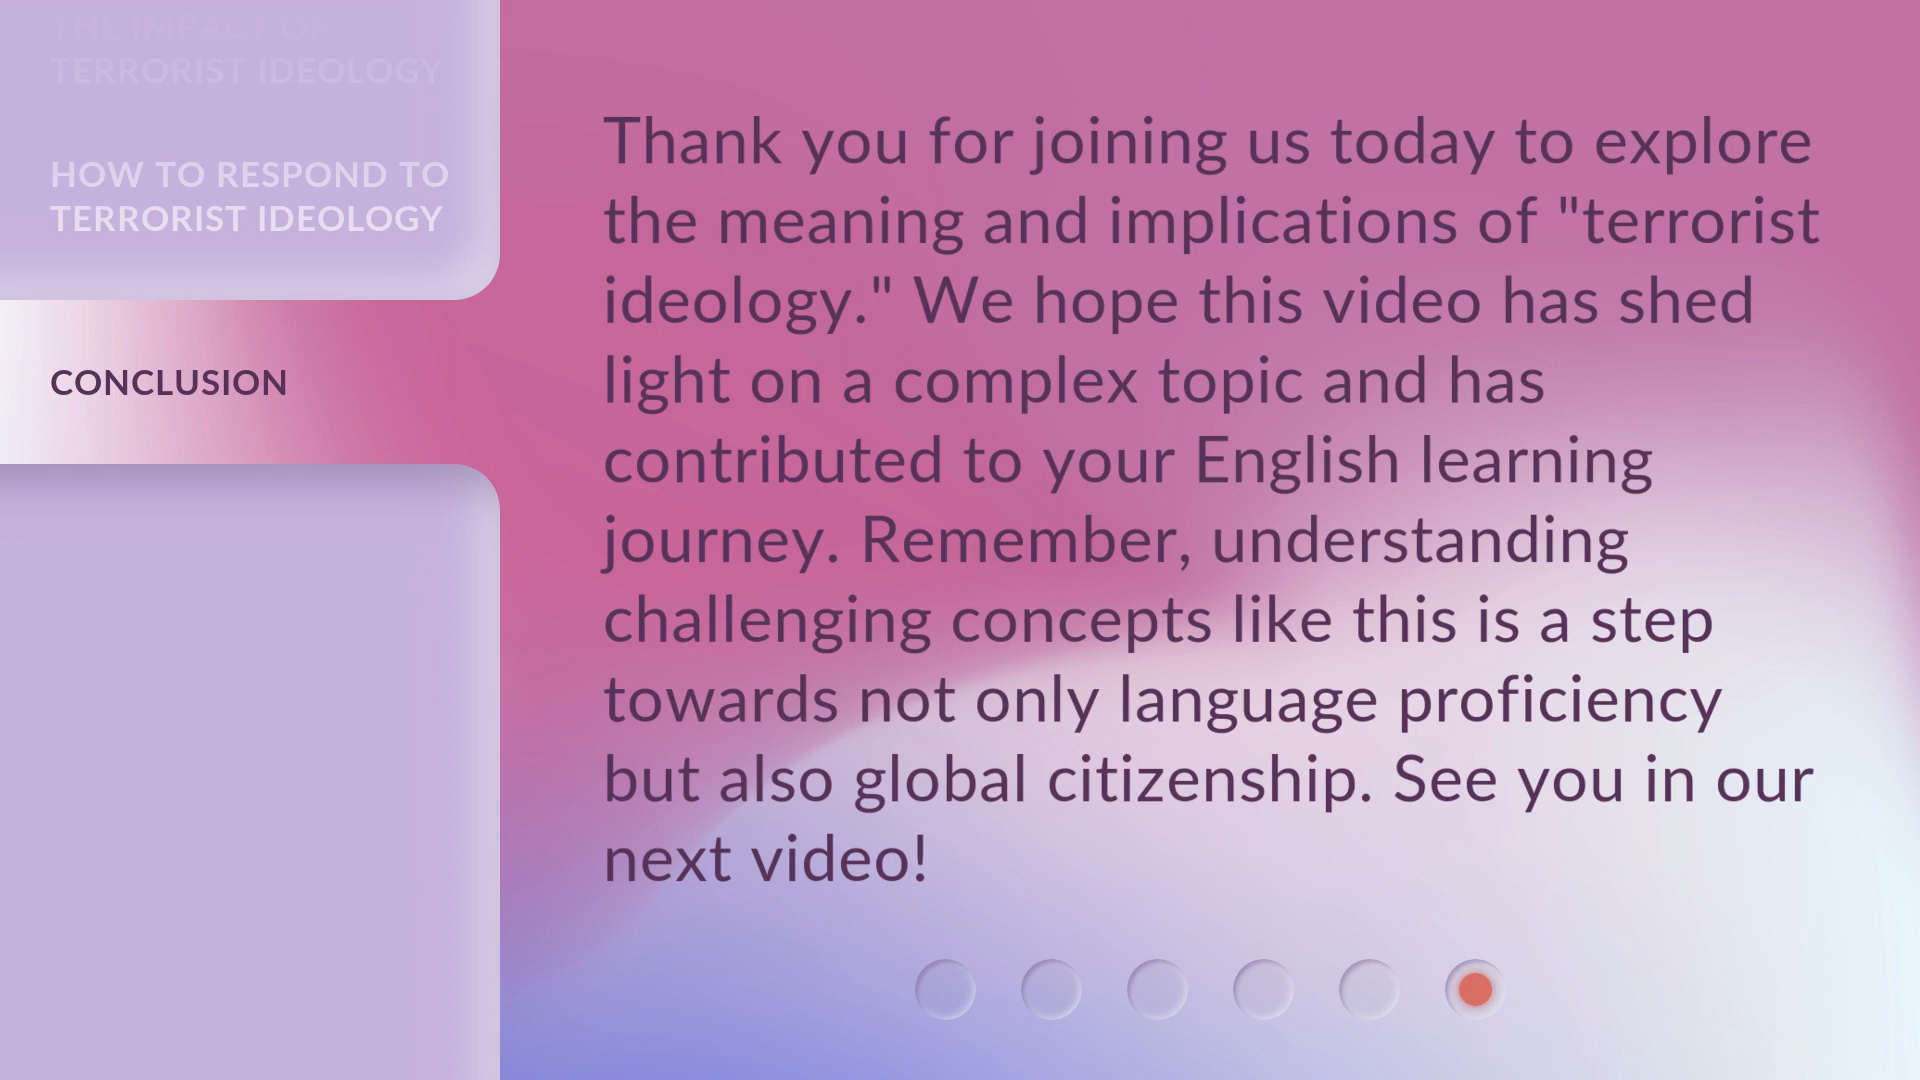 THE IMPACT OF
TERRORIST IDEOLOGY
HOW TO RESPOND TO
TERRORIST IDEOLOGY
CONCLUSION
Thank you for joining us today to explore
the meaning and implications of "terrorist
ideology." We hope this video has shed
light on a complex topic and has
contributed to your English learning
journey. Remember, understanding
challenging concepts like this is a step
towards not only language proficiency
but also global citizenship. See you in our
next video!